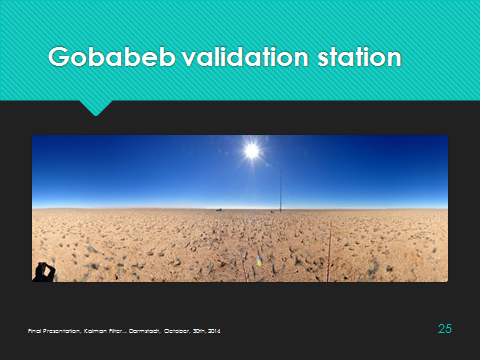 Gobabeb validation station
Final Presentation, Kalman Filter... Darmstadt, October, 30th, 2014
25